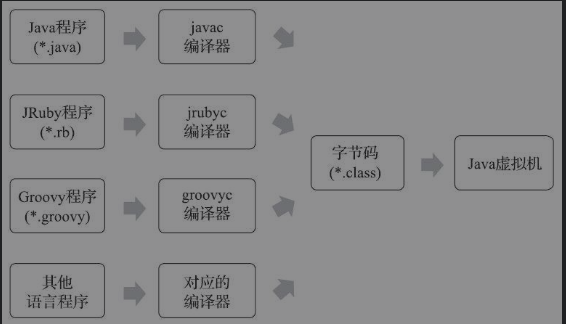 Java程序
(*.java)
javac
编译器
JRuby程序
(*.rb)
jrubyc
编译器
Groovy程序
(*.groovy)
groovyc
编译器
其他
语言程序
对应的
编译器
字节码
(*.class)
Java虚拟机